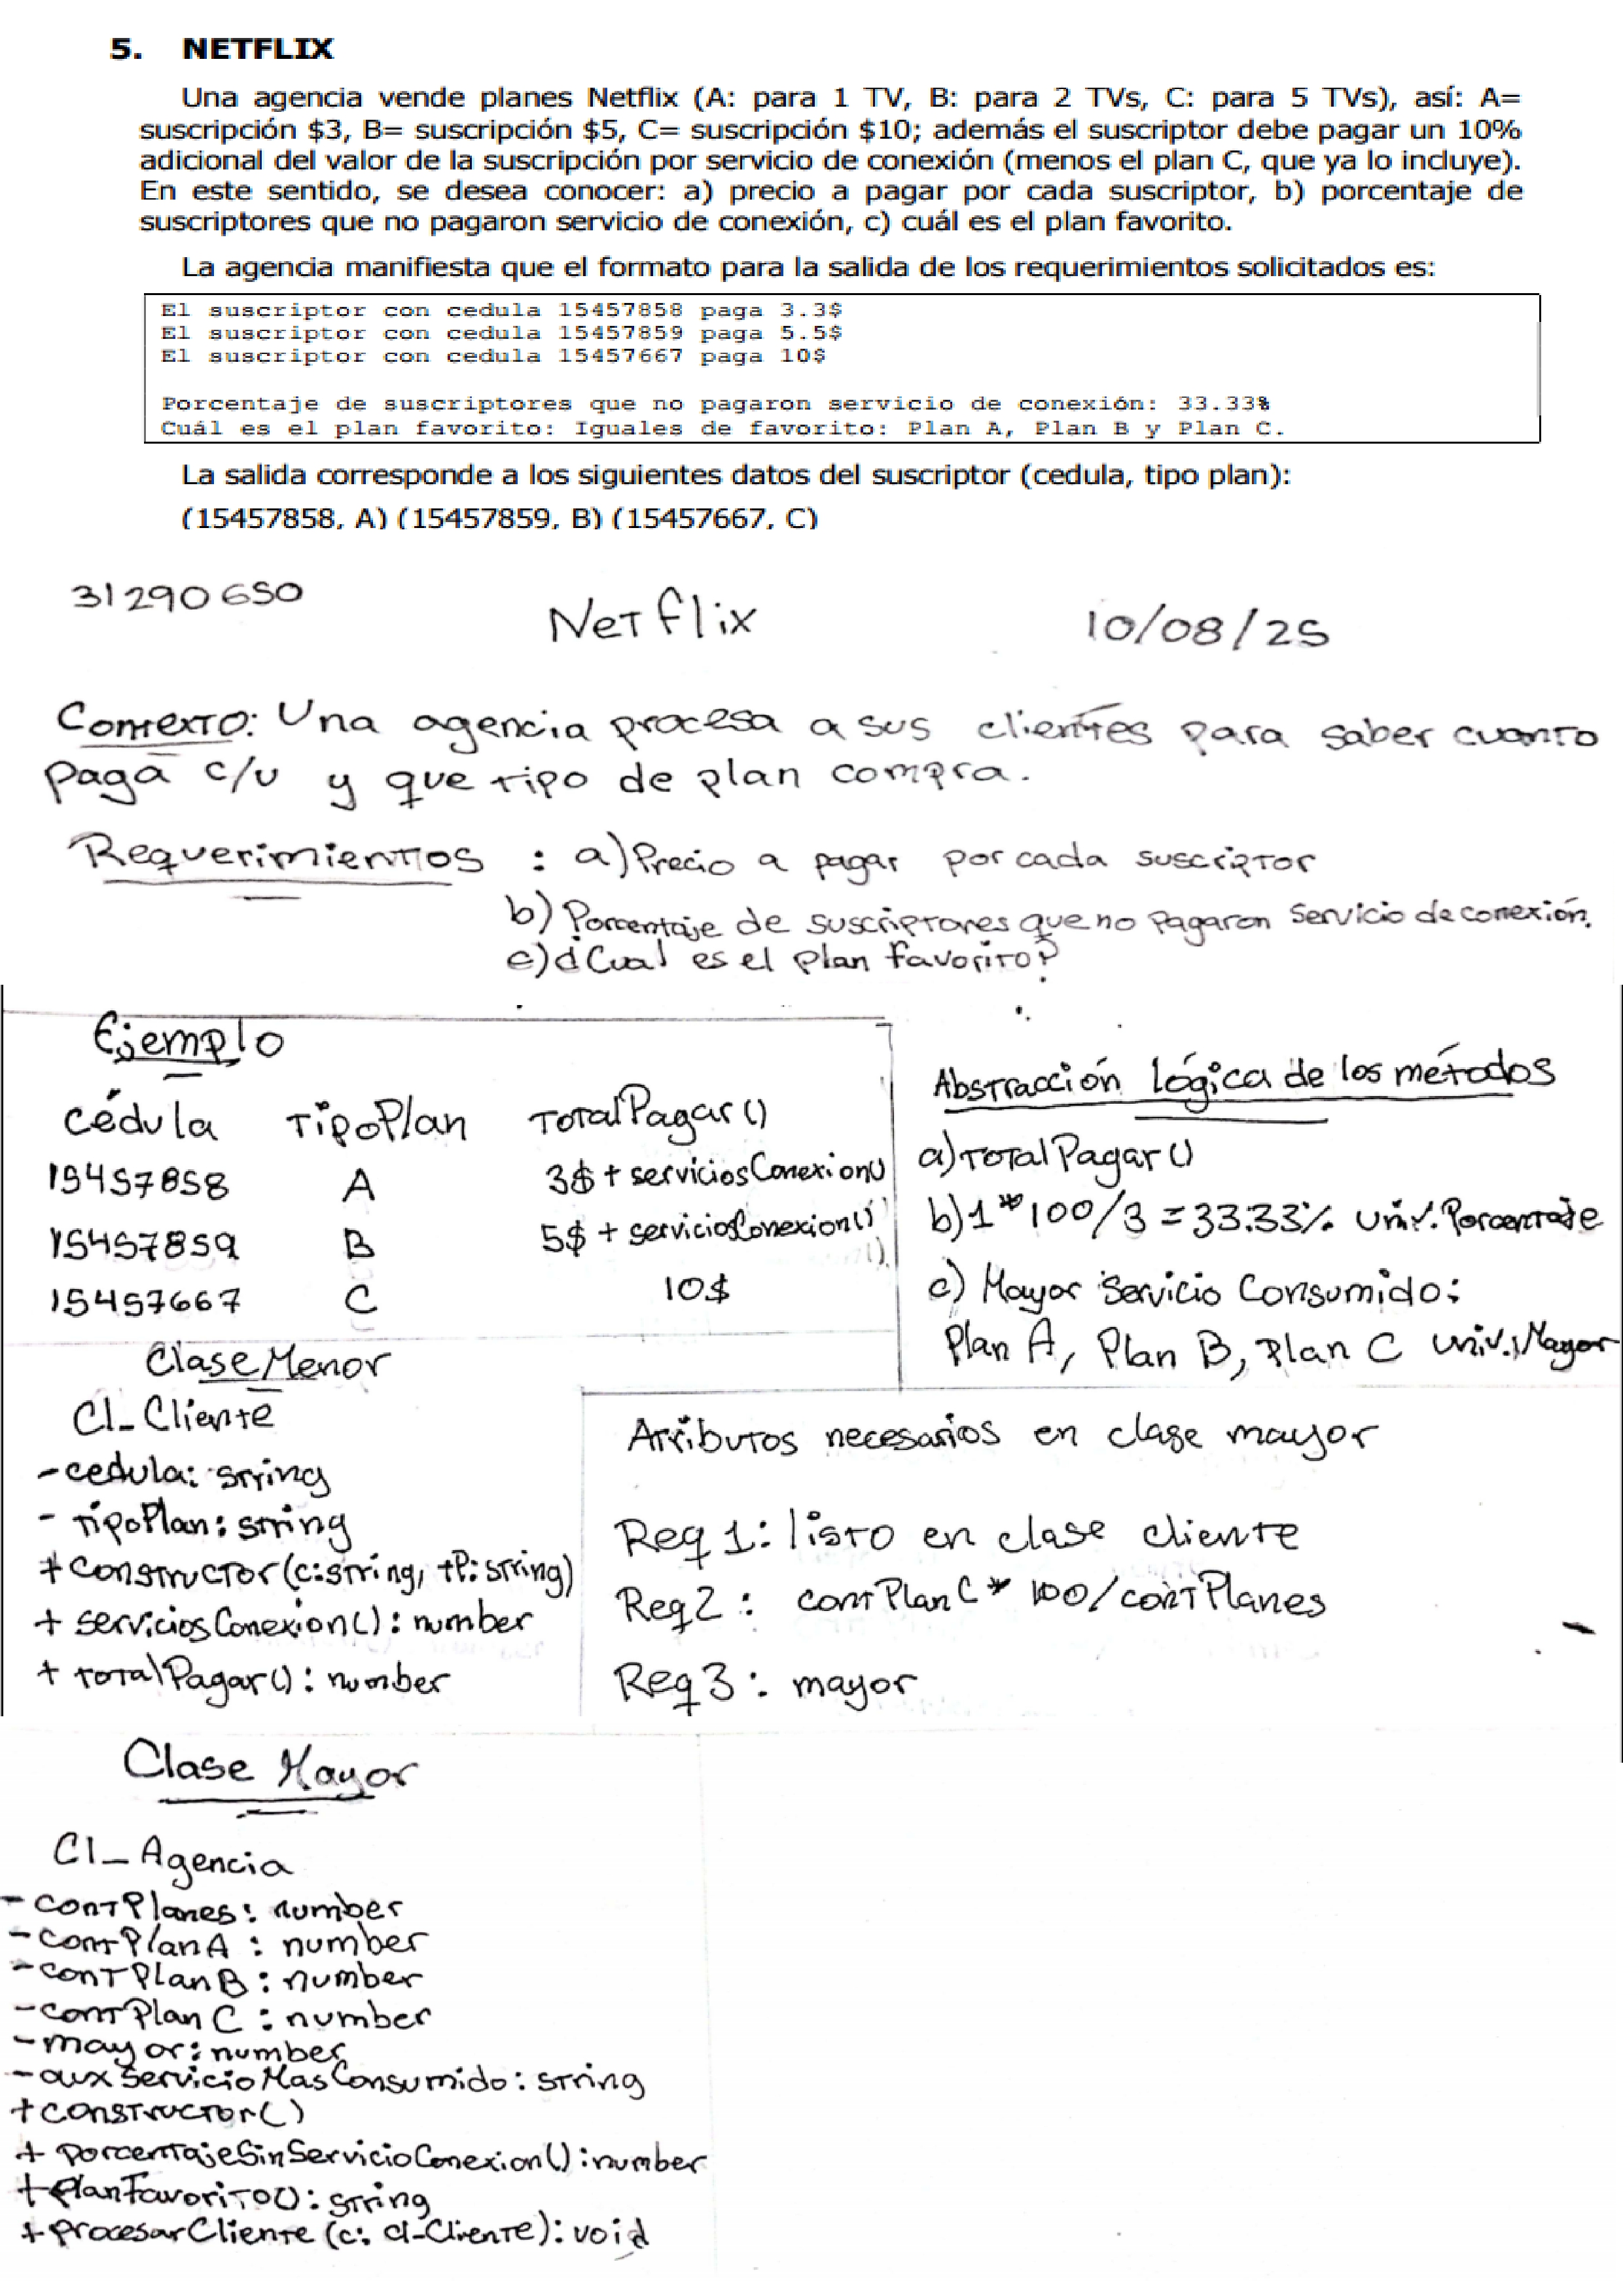 5. NETFLIX
Una agencia vende planes Netflix (A: para 1 TV, B: para 2 TVs, C: para 5 TVs), así: A=
suscripción $3, B= suscripción $5, C= suscripción $10; además el suscriptor debe pagar un 10%
adicional del valor de la suscripción por servicio de conexión (menos el plan C, que ya lo incluye).
En este sentido, se desea conocer: a) precio a pagar por cada suscriptor, b) porcentaje de
suscriptores que no pagaron servicio de conexión, c) cuál es el plan favorito.
La agencia manifiesta que el formato para la salida de los requerimientos solicitados es:
El suscriptor con cedula 15457858 paga 3.3$
El suscriptor con cedula 15457859 paga 5.5$
El suscriptor con cedula 15457667 paga 10$
Porcentaje de suscriptores que no pagaron servicio de conexión: 33.33%
Cuál es el plan favorito: Iguales de favorito: Plan A, Plan B y Plan C.
La salida corresponde a los siguientes datos del suscriptor (cedula, tipo plan):
(15457858, A) (15457859, B) (15457667, C)
31290650 Netflix 10/08/25
Contexto: Una agencia procesa a sus clientes para saber cuanto
paga c/u y que tipo de plan compra.
Requerimientos : a) Precio a pagar por cada suscriptor
b) Porcentaje de suscriptores que no pagaron servicio de conexión.
c) ¿Cual es el plan favorito?
Ejemplo
cédula TipoPlan TotalPagar()
15457858 A 3$ + serviciosConexion()
15457859 B 5$ + serviciosConexion()
15457667 C 10$
Abstracción lógica de los métodos
a) TotalPagar()
b) 1*100/3 = 33.33% univ. Porcentaje
c) Mayor Servicio Consumido:
Plan A, Plan B, Plan C univ. Mayor
Clase Menor
Cl_Cliente
- cedula: string
- tipoPlan: string
+ constructor(c:string, tP: string)
+ serviciosConexion(): number
+ totalPagar(): number
Atributos necesarios en clase mayor
Req 1: listo en clase cliente
Req 2: contPlanC * 100/contPlanes
Req 3: mayor
Clase Mayor
Cl_Agencia
- contPlanes: number
- contPlanA : number
- contPlanB : number
- contPlanC : number
- mayor: number
- auxServicioMasConsumido: string
+ constructor()
+ porcentajeSinServicioConexion(): number
+ planFavorito(): string
+ procesarCliente (c: cl-Cliente): void